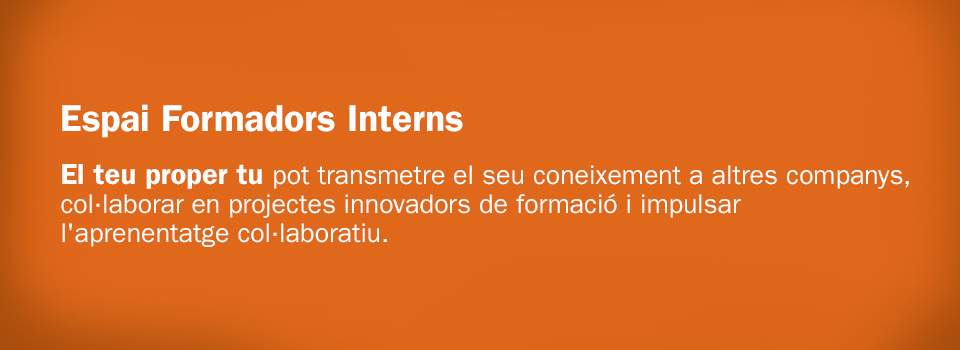 Espai Formadors Interns
El teu proper tu pot transmetre el seu coneixement a altres companys,
col·laborar en projectes innovadors de formació i impulsar
l'aprenentatge col·laboratiu.